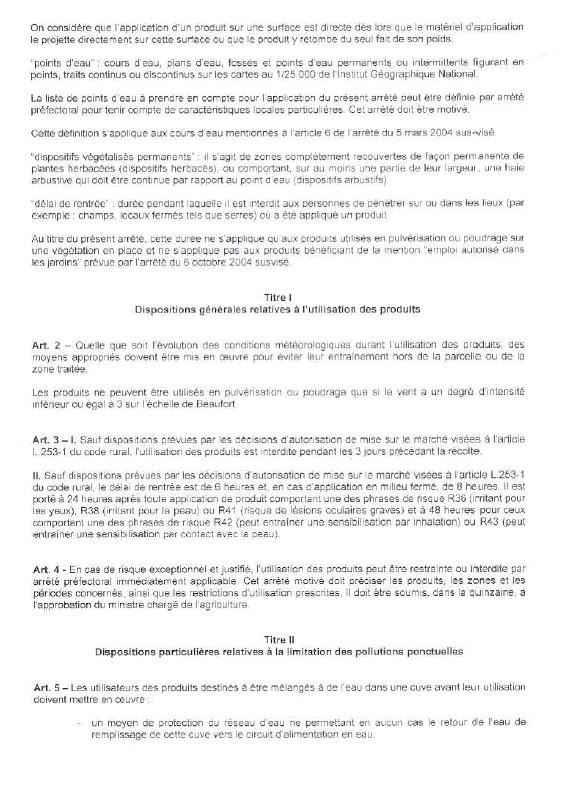 On considère que l'application d'un produit sur une surface est directe dès lors que le matériel d'application
le projette directement sur cette surface ou que le produit y retombe du seul fait de son poids.
"points d'eau" : cours d'eau, plans d'eau, fossés et points d'eau permanents ou intermittents figurant en
points, traits continus ou discontinus sur les cartes au 1/25 000 de l'Institut Géographique National.
La liste de points d'eau à prendre en compte pour l'application du présent arrêté peut être définie par arrêté
préfectoral pour tenir compte de caractéristiques locales particulières. Cet arrêté doit être motivé.
Cette définition s'applique aux cours d'eau mentionnés à l'article 6 de l'arrêté du 5 mars 2004 sus-visé.
"dispositifs végétalisés permanents" : il s'agit de zones complètement recouvertes de façon permanente de
plantes herbacées (dispositifs herbacés), ou comportant, sur au moins une partie de leur largeur, une haie
arbustive qui doit être continue par rapport au point d'eau (dispositifs arbustifs).
"délai de rentrée" : durée pendant laquelle il est interdit aux personnes de pénétrer sur ou dans les lieux (par
exemple : champs, locaux fermés tels que serres) où a été appliqué un produit.
Au titre du présent arrêté, cette durée ne s'applique qu'aux produits utilisés en pulvérisation ou poudrage sur
une végétation en place et ne s'applique pas aux produits bénéficiant de la mention "emploi autorisé dans
les jardins" prévue par l'arrêté du 6 octobre 2004 susvisé.
Titre I
Dispositions générales relatives à l'utilisation des produits
Art. 2 – Quelle que soit l'évolution des conditions météorologiques durant l'utilisation des produits, des
moyens appropriés doivent être mis en œuvre pour éviter leur entraînement hors de la parcelle ou de la
zone traitée.
Les produits ne peuvent être utilisés en pulvérisation ou poudrage que si le vent a un degré d'intensité
inférieur ou égal à 3 sur l'échelle de Beaufort.
Art. 3 – I. Sauf dispositions prévues par les décisions d'autorisation de mise sur le marché visées à l'article
L.253-1 du code rural, l'utilisation des produits est interdite pendant les 3 jours précédant la récolte.
II. Sauf dispositions prévues par les décisions d'autorisation de mise sur le marché visées à l'article L.253-1
du code rural, le délai de rentrée est de 6 heures et, en cas d'application en milieu fermé, de 8 heures. Il est
porté à 24 heures après toute application de produit comportant une des phrases de risque R36 (irritant pour
les yeux), R38 (irritant pour la peau) ou R41 (risque de lésions oculaires graves) et à 48 heures pour ceux
comportant une des phrases de risque R42 (peut entraîner une sensibilisation par inhalation) ou R43 (peut
entraîner une sensibilisation par contact avec la peau).
Art. 4 - En cas de risque exceptionnel et justifié, l'utilisation des produits peut être restreinte ou interdite par
arrêté préfectoral immédiatement applicable. Cet arrêté motivé doit préciser les produits, les zones et les
périodes concernés, ainsi que les restrictions d'utilisation prescrites. Il doit être soumis, dans la quinzaine, à
l'approbation du ministre chargé de l'agriculture.
Titre II
Dispositions particulières relatives à la limitation des pollutions ponctuelles
Art. 5 – Les utilisateurs des produits destinés à être mélangés à de l'eau dans une cuve avant leur utilisation
doivent mettre en œuvre :
- un moyen de protection du réseau d'eau ne permettant en aucun cas le retour de l'eau de
remplissage de cette cuve vers le circuit d'alimentation en eau.